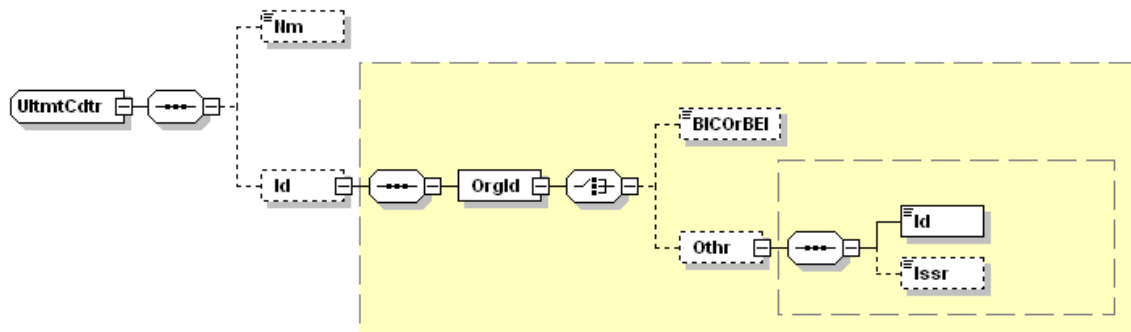 Nm
UltmtCdtr
BICOrBEI
Id
OrgId
Othr
Id
Issr